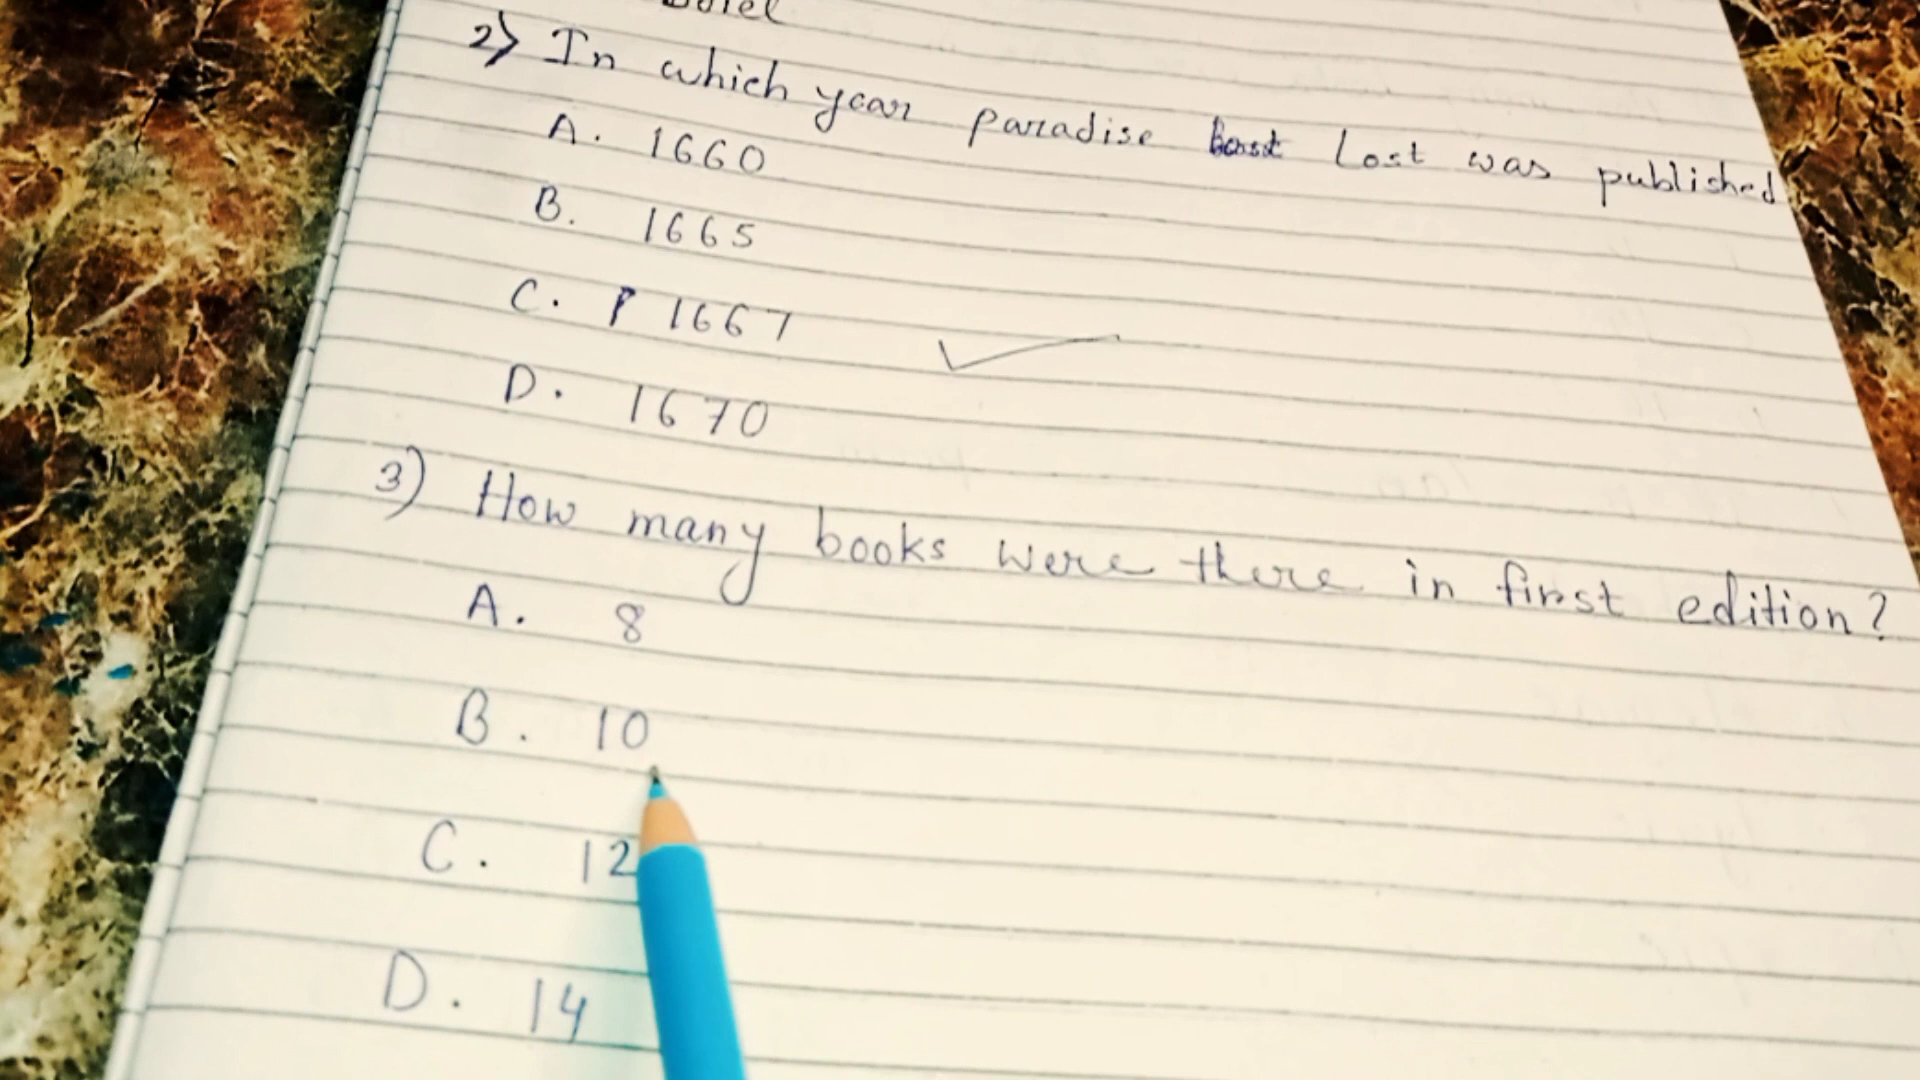 2) In which year paradise Lost was published
A. 1660
B. 1665
C. 1667
D. 1670
3) How many books were there in first edition?
A. 8
B. 10
C. 12
D. 14